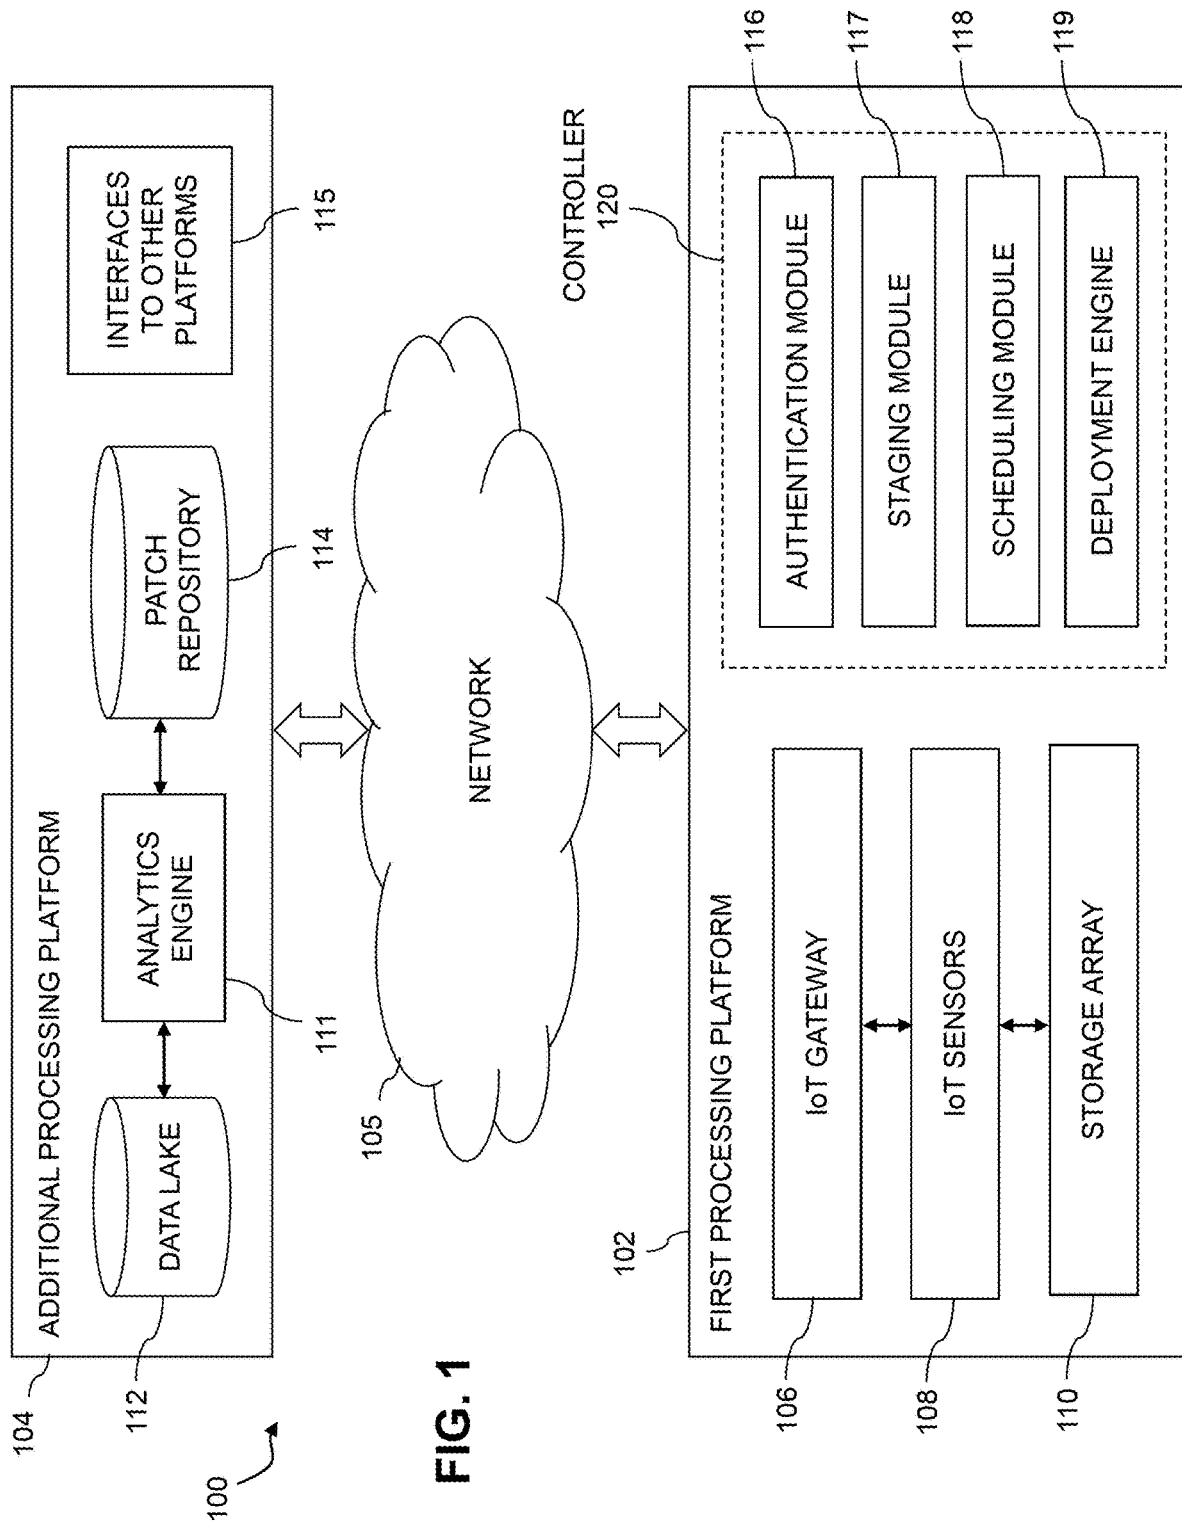 100
104
ADDITIONAL PROCESSING PLATFORM
DATA LAKE
112
ANALYTICS
ENGINE
111
PATCH
REPOSITORY
114
INTERFACES
TO OTHER
PLATFORMS
115
105
NETWORK
FIG. 1
102
FIRST PROCESSING PLATFORM
IoT GATEWAY
106
IoT SENSORS
108
STORAGE ARRAY
110
CONTROLLER
120
AUTHENTICATION MODULE
116
STAGING MODULE
117
SCHEDULING MODULE
118
DEPLOYMENT ENGINE
119